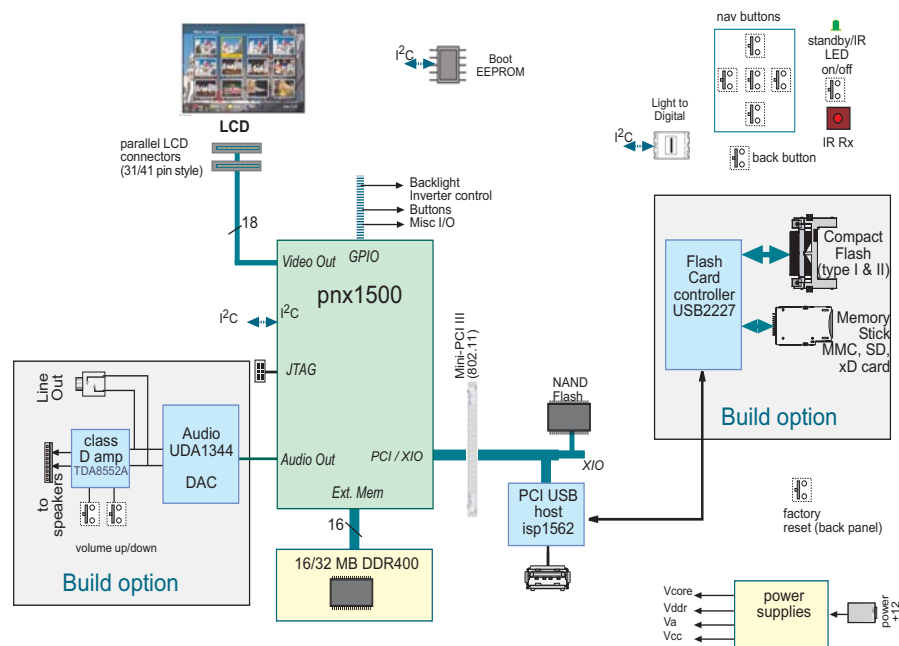 nav buttons
standby/IR
LED
on/off
I2C
Boot
EEPROM
Light to
Digital
I2C
IR Rx
back button
LCD
parallel LCD
connectors
(31/41 pin style)
Backlight
Inverter control
Buttons
Misc I/O
18
Video Out
GPIO
pnx1500
I2C
I2C
JTAG
Mini-PCI III
(802.11)
Flash
Card
controller
USB2227
Compact
Flash
(type I & II)
Memory
Stick
MMC, SD,
xD card
Build option
Line
Out
class
D amp
TDA8552A
Audio
UDA1344
DAC
Audio Out
PCI / XIO
NAND
Flash
XIO
to
speakers
volume up/down
Build option
Ext. Mem
16
16/32 MB DDR400
PCI USB
host
isp1562
factory
reset (back panel)
Vcore
Vddr
Va
Vcc
power
supplies
power
+12